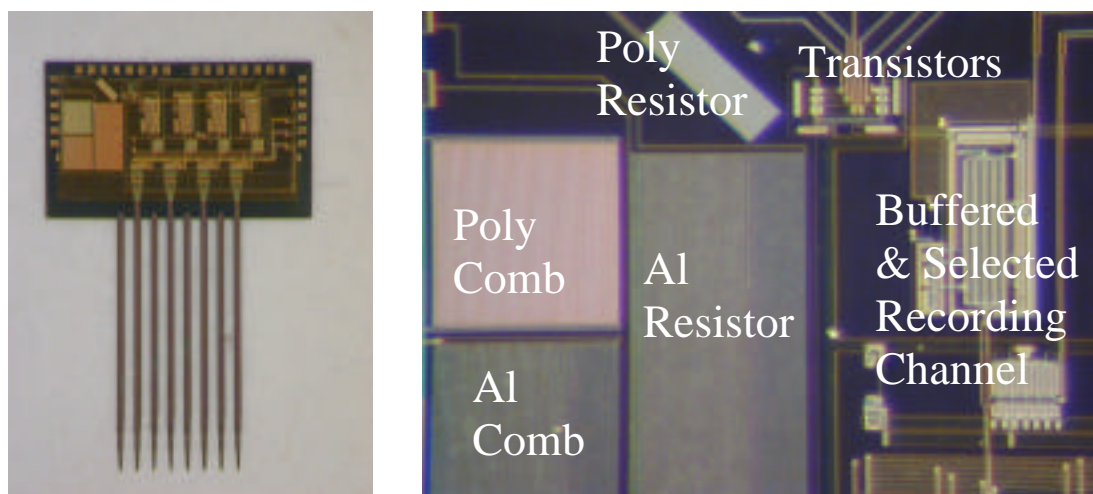 Poly
Resistor
Transistors
Poly
Comb
Al
Resistor
Buffered
& Selected
Recording
Channel
Al
Comb